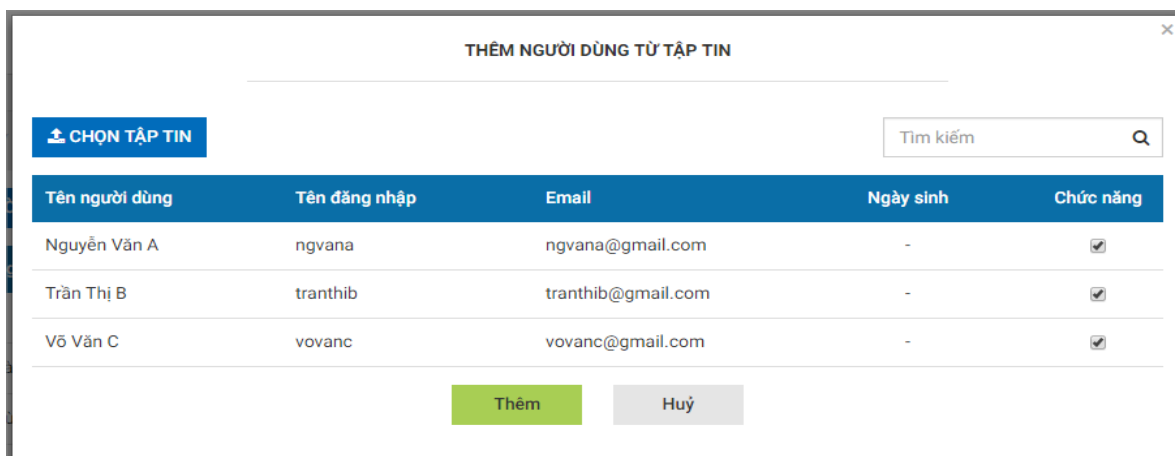 ×
THÊM NGƯỜI DÙNG TỪ TẬP TIN
CHỌN TẬP TIN
Tìm kiếm
Tên người dùng Tên đăng nhập Email Ngày sinh Chức năng
Nguyễn Văn A ngvana ngvana@gmail.com -
Trần Thị B tranthib tranthib@gmail.com -
Võ Văn C vovanc vovanc@gmail.com -
Thêm Huỷ